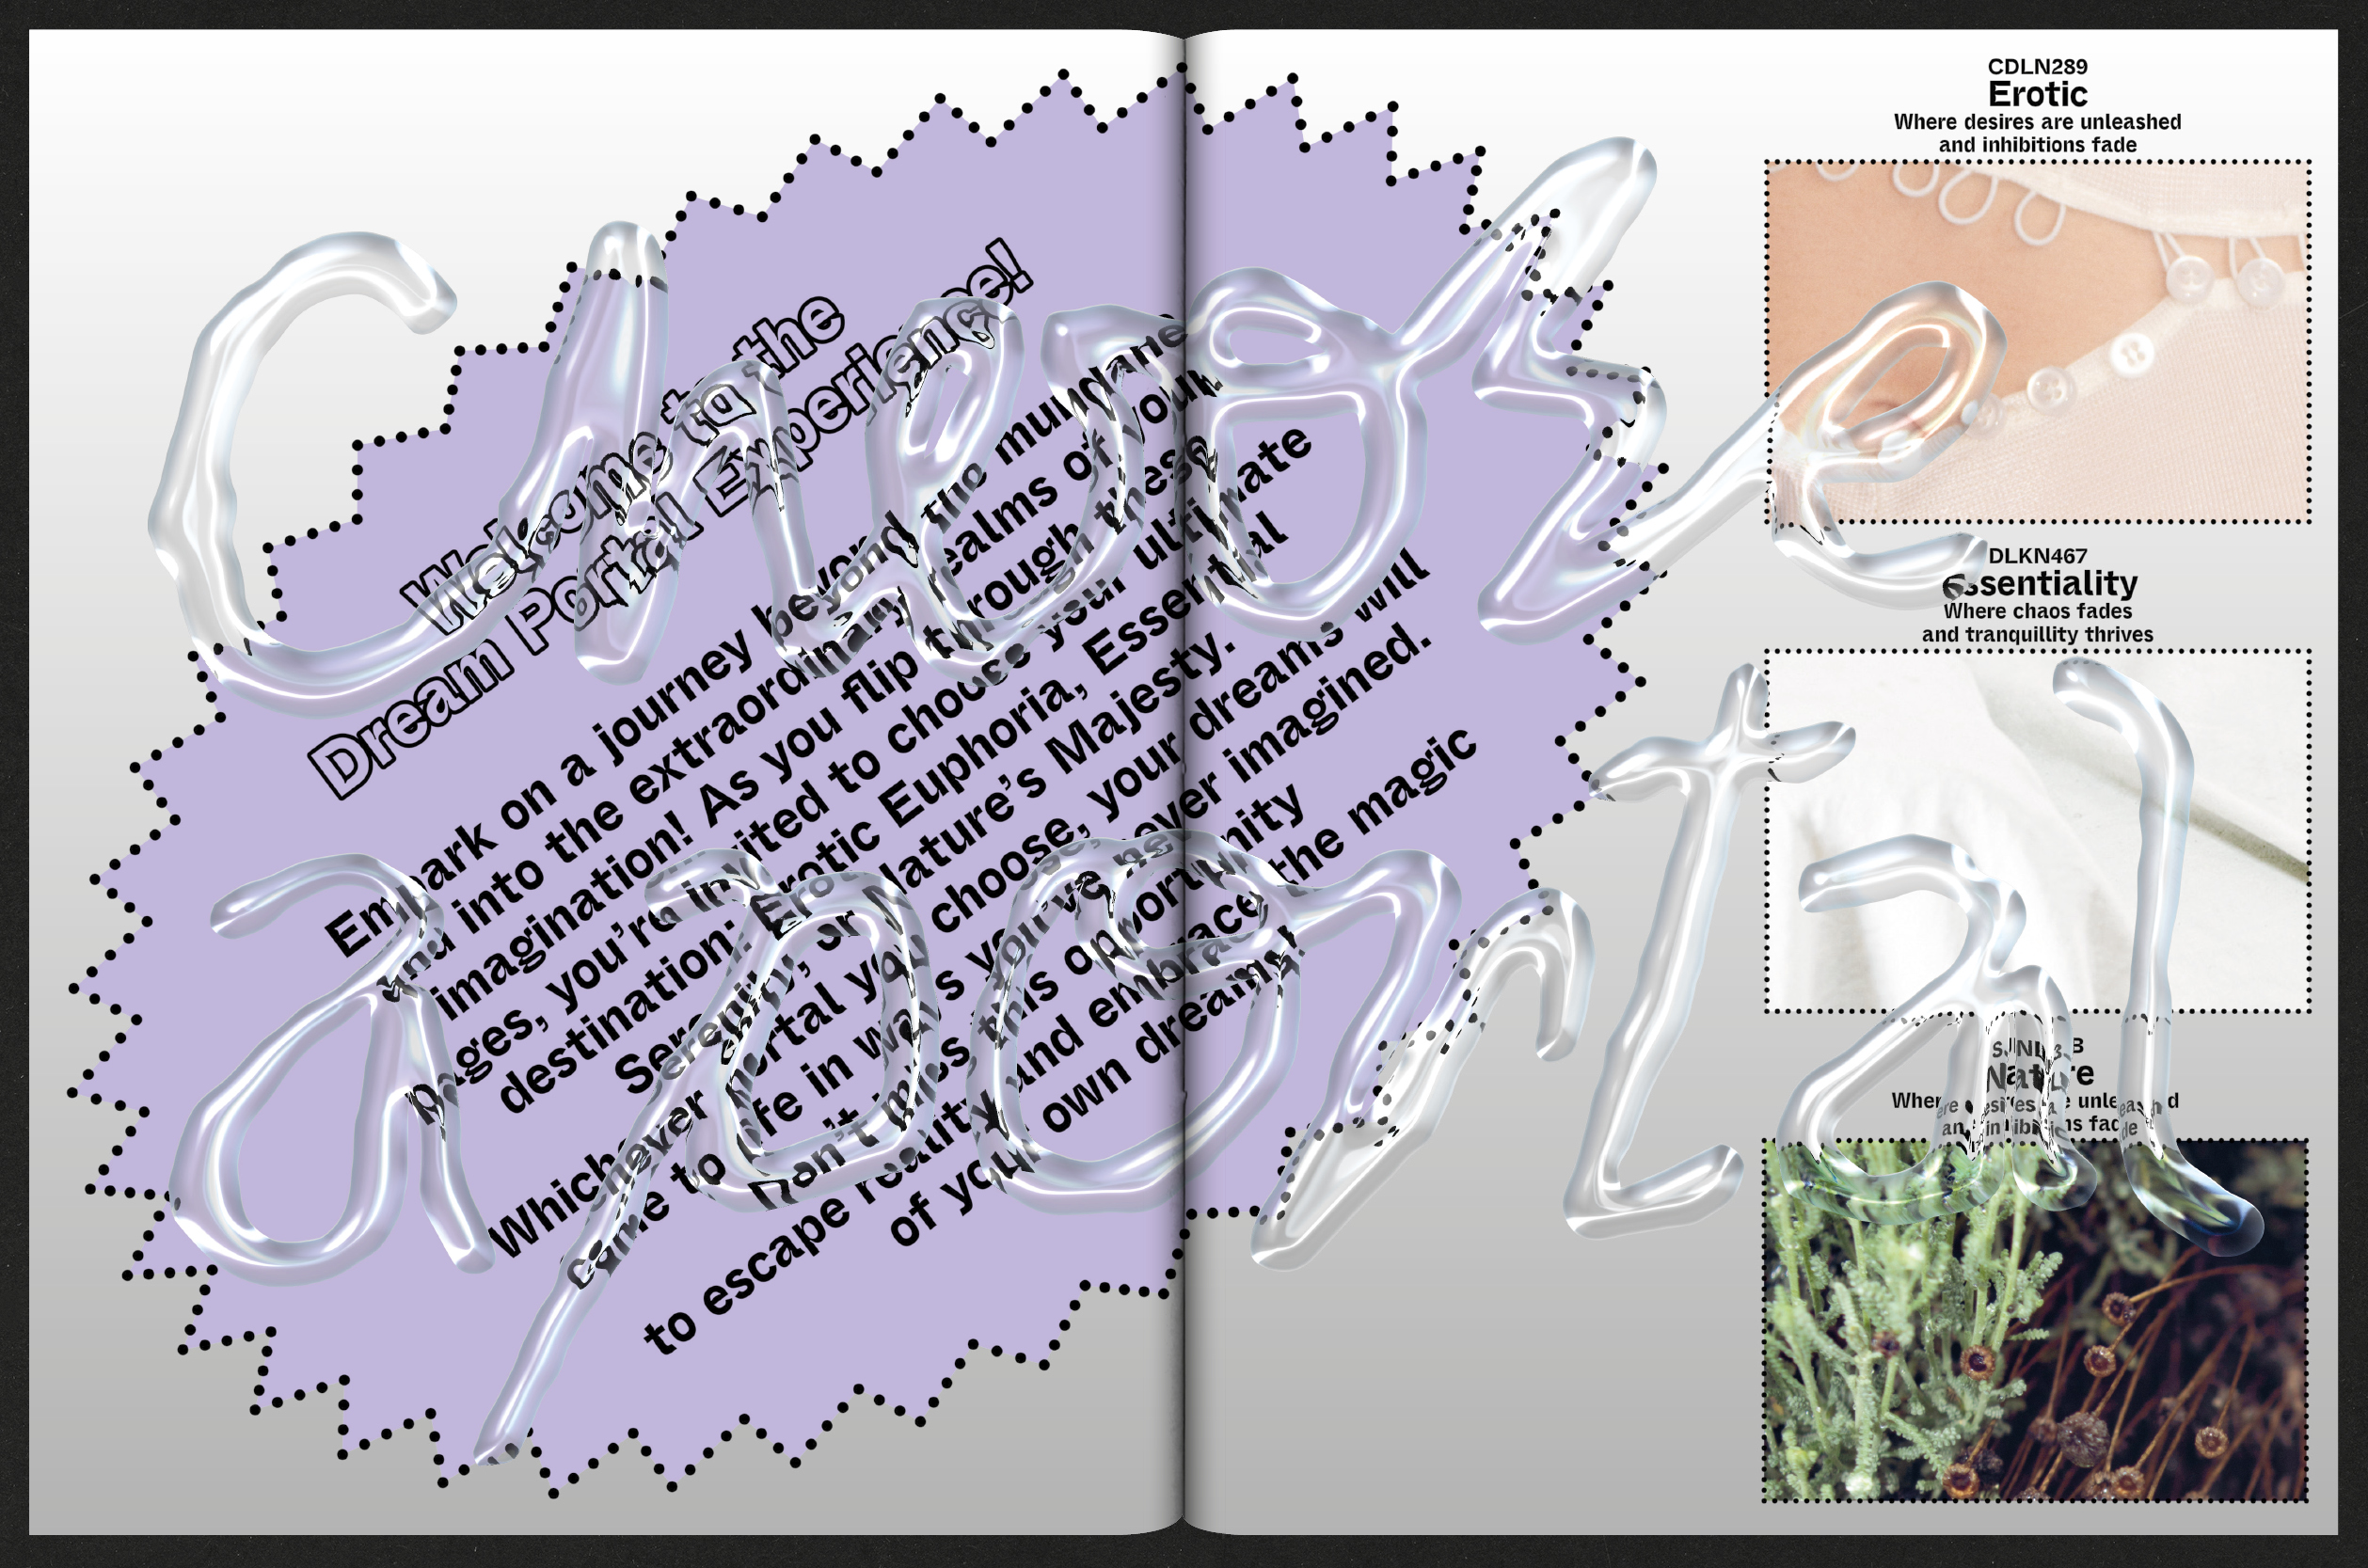 Chooze
a portal
Welcome to the
Dream Portal Experience!
Embark on a journey beyond the mundane
and into the extraordinary realms of your
imagination! As you flip through these
pages, you’re invited to choose your ultimate
destination: Erotic Euphoria, Essential
Serenity, or Nature’s Majesty.
Whichever portal you choose, your dreams will
come to life in ways you’ve never imagined.
Don’t miss this opportunity
to escape reality and embrace the magic
of your own dreams!
CDLN289
Erotic
Where desires are unleashed
and inhibitions fade
DLKN467
Essentiality
Where chaos fades
and tranquillity thrives
Nature
Where desires are unleashed
and inhibitions fade